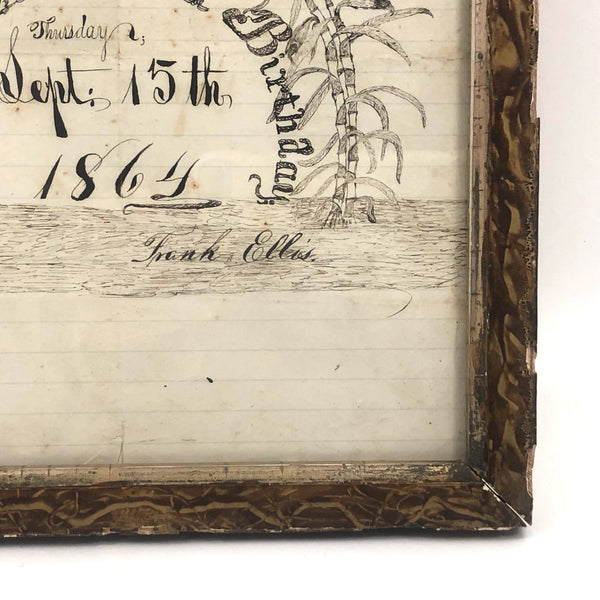 Thursday,
Birthday
Sept. 15th,
1864
Frank Ellis.